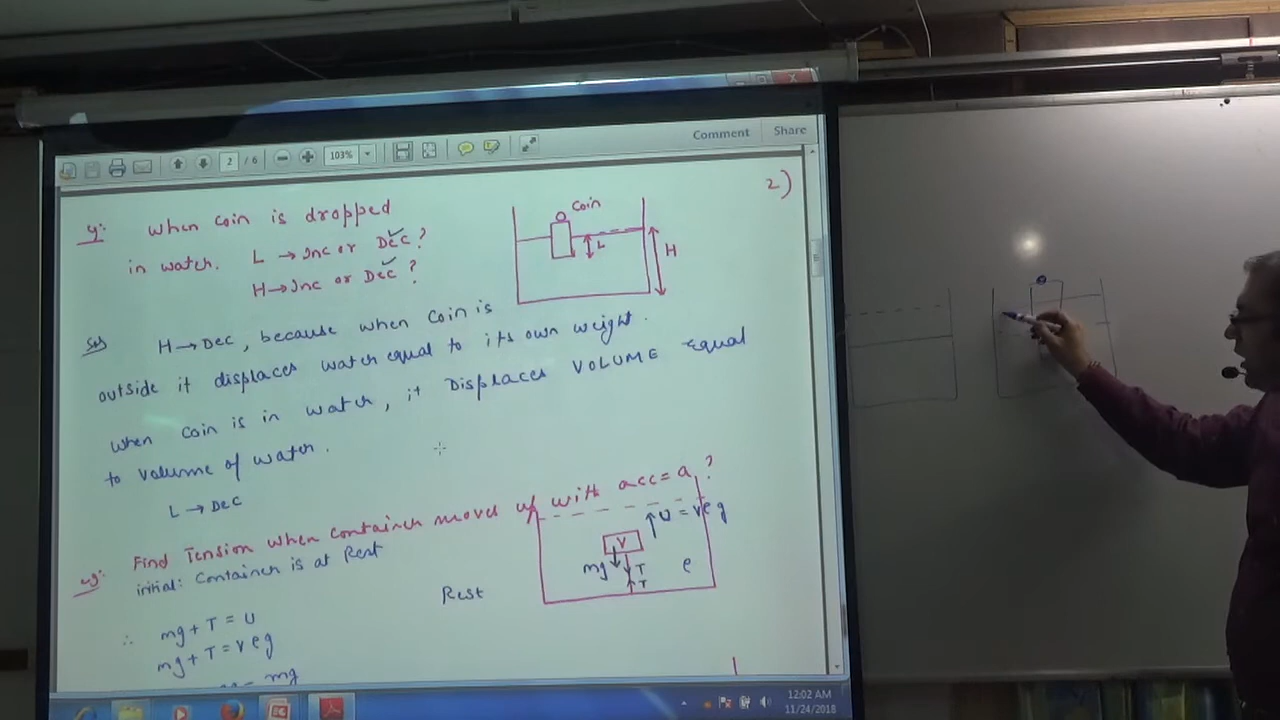 Comment Share
2 / 6 103%
2)
eg: When coin is dropped
in water. L → Inc or Dec ✓?
H → Inc or Dec ✓?
Coin
L
H
Sol H → Dec, because when coin is
outside it displaces water equal to its own weight.
When coin is in water, it Displaces VOLUME equal
to volume of water.
L → Dec
eg: Find Tension when container moves up with acc = a ?
initial: Container is at Rest
Rest
V
U = vρg
mg
T
T
ρ
∴ mg + T = U
mg + T = vρg
mg
12:02 AM
11/24/2018